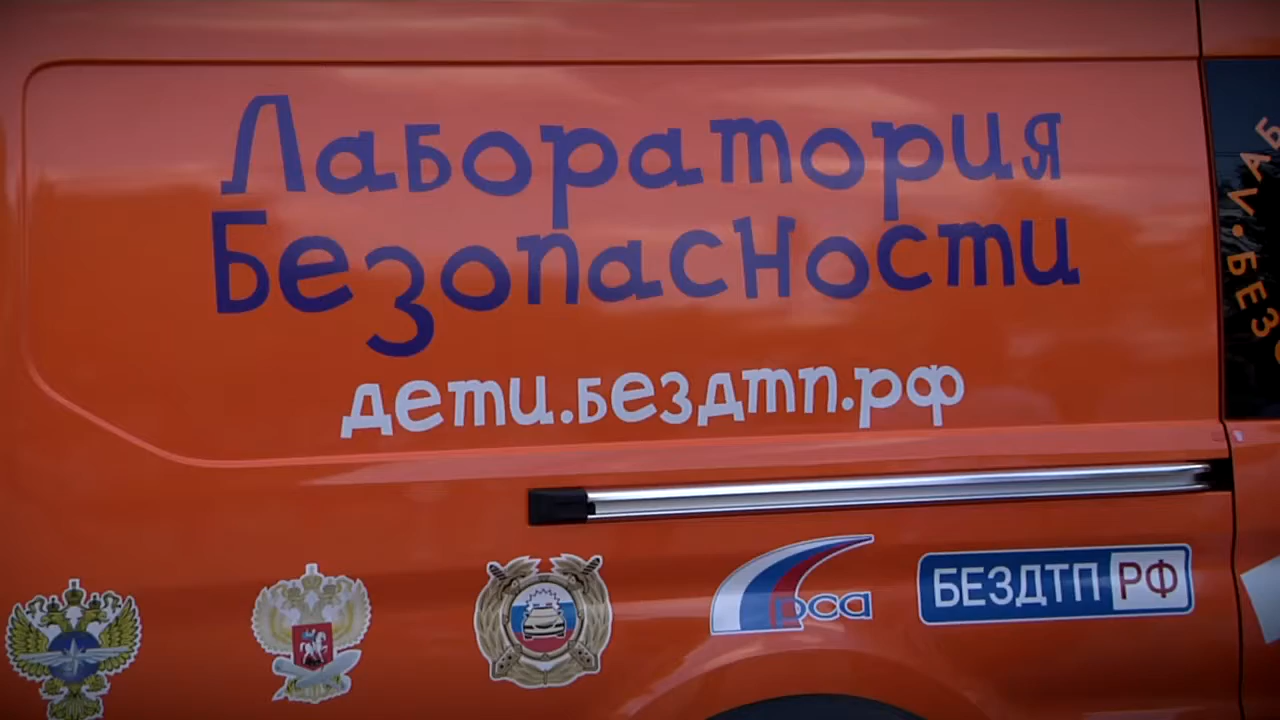 Лаборатория
Безопасности
дети.бездтп.рф
рса
БЕЗДТП РФ